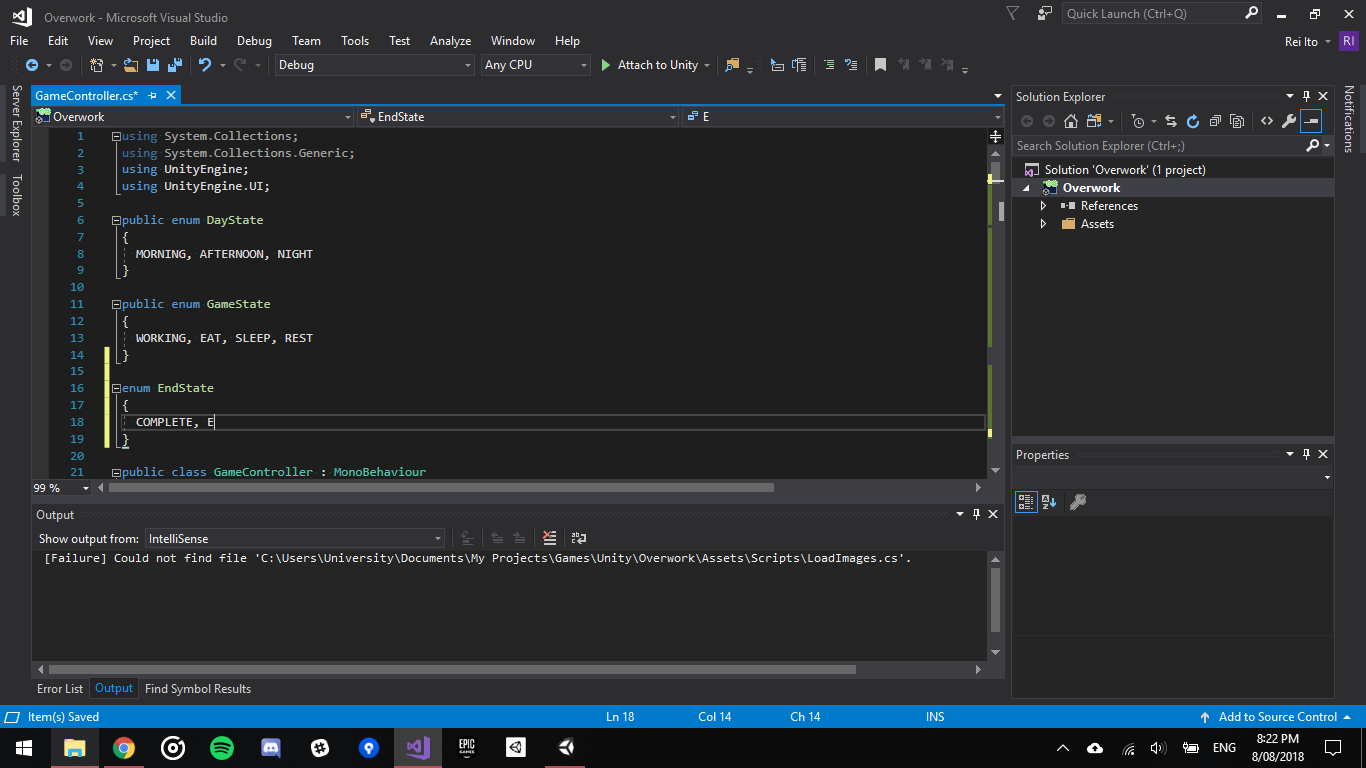 Overwork - Microsoft Visual Studio
Quick Launch (Ctrl+Q)
File Edit View Project Build Debug Team Tools Test Analyze Window Help
Rei Ito RI
Debug Any CPU Attach to Unity
Server Explorer
Toolbox
GameController.cs*
Overwork EndState E
1 using System.Collections;
2 using System.Collections.Generic;
3 using UnityEngine;
4 using UnityEngine.UI;
5
6 public enum DayState
7 {
8 MORNING, AFTERNOON, NIGHT
9 }
10
11 public enum GameState
12 {
13 WORKING, EAT, SLEEP, REST
14 }
15
16 enum EndState
17 {
18 COMPLETE, E
19 }
20
21 public class GameController : MonoBehaviour
99 %
Output
Show output from: IntelliSense
[Failure] Could not find file 'C:\Users\University\Documents\My Projects\Games\Unity\Overwork\Assets\Scripts\LoadImages.cs'.
Error List Output Find Symbol Results
Solution Explorer
Search Solution Explorer (Ctrl+;)
Solution 'Overwork' (1 project)
Overwork
References
Assets
Properties
Notifications
Item(s) Saved Ln 18 Col 14 Ch 14 INS Add to Source Control
EPIC
GAMES
ENG
8:22 PM
8/08/2018